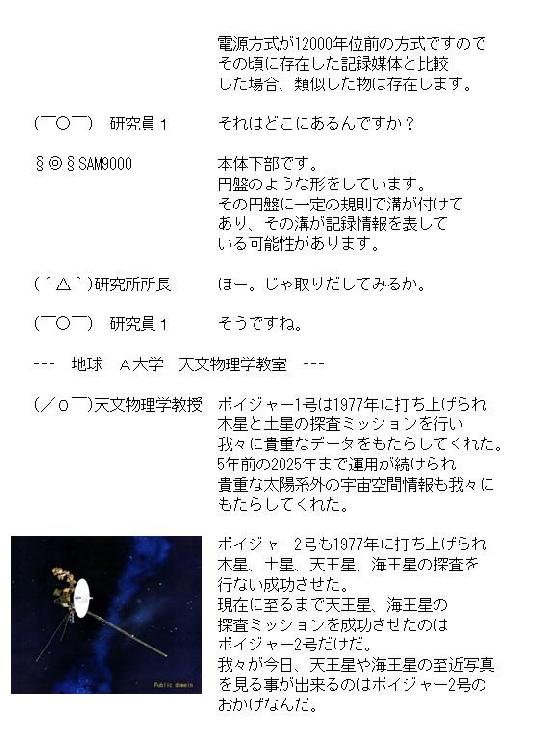 電源方式が12000年位前の方式ですので
その頃に存在した記録媒体と比較
した場合、類似した物は存在します。
(￣○￣) 研究員1 それはどこにあるんですか？
§◎§SAM9000 本体下部です。
円盤のような形をしています。
その円盤に一定の規則で溝が付けて
あり、その溝が記録情報を表して
いる可能性があります。
(´△｀)研究所所長 ほー。じゃ取りだしてみるか。
(￣○￣) 研究員1 そうですね。
--- 地球 A大学 天文物理学教室 ---
(／0￣)天文物理学教授 ボイジャー1号は1977年に打ち上げられ
木星と土星の探査ミッションを行い
我々に貴重なデータをもたらしてくれた。
5年前の2025年まで運用が続けられ
貴重な太陽系外の宇宙空間情報も我々に
もたらしてくれた。
ボイジャー2号も1977年に打ち上げられ
木星、土星、天王星、海王星の探査を
行ない成功させた。
現在に至るまで天王星、海王星の
探査ミッションを成功させたのは
ボイジャー2号だけだ。
我々が今日、天王星や海王星の至近写真
を見る事が出来るのはボイジャー2号の
おかげなんだ。
Public domain